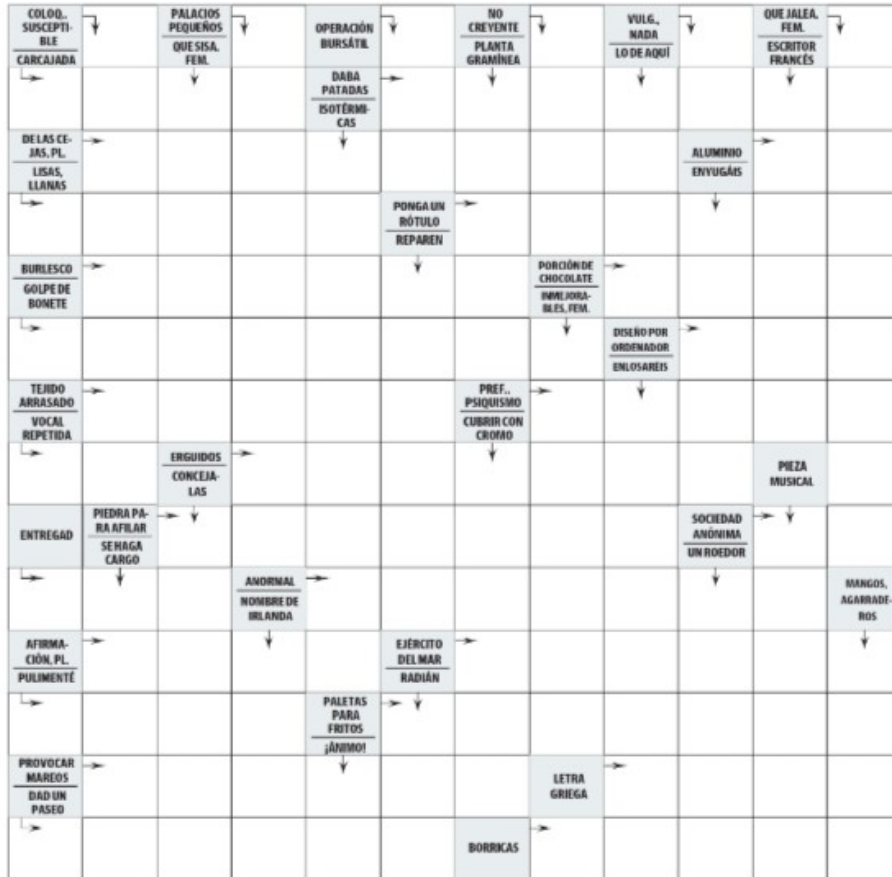 COLOQ.,
SUSCEPTI-
BLE
CARCAJADA
PALACIOS
PEQUEÑOS
QUE SISA,
FEM.
OPERACIÓN
BURSÁTIL
NO
CREYENTE
PLANTA
GRAMÍNEA
VULG.,
NADA
LO DE AQUÍ
QUE JALEA,
FEM.
ESCRITOR
FRANCÉS
DABA
PATADAS
ISOTÉRMI-
CAS
DE LAS CE-
JAS, PL.
LISAS,
LLANAS
ALUMINIO
ENYUGÁIS
PONGA UN
RÓTULO
REPAREN
BURLESCO
GOLPE DE
BONETE
PORCIÓN DE
CHOCOLATE
INMEJORA-
BLES, FEM.
DISEÑO POR
ORDENADOR
ENLOSARÉIS
TEJIDO
ARRASADO
VOCAL
REPETIDA
PREF.,
PSIQUISMO
CUBRIR CON
CROMO
ERGUIDOS
CONCEJA-
LAS
PIEZA
MUSICAL
ENTREGAD
PIEDRA PA-
RA AFILAR
SE HAGA
CARGO
SOCIEDAD
ANÓNIMA
UN ROEDOR
ANORMAL
NOMBRE DE
IRLANDA
MANGOS,
AGARRADE-
ROS
AFIRMA-
CIÓN, PL.
PULIMENTÉ
EJÉRCITO
DEL MAR
RADIÁN
PALETAS
PARA
FRITOS
¡ÁNIMO!
PROVOCAR
MAREOS
DAD UN
PASEO
LETRA
GRIEGA
BORRICAS